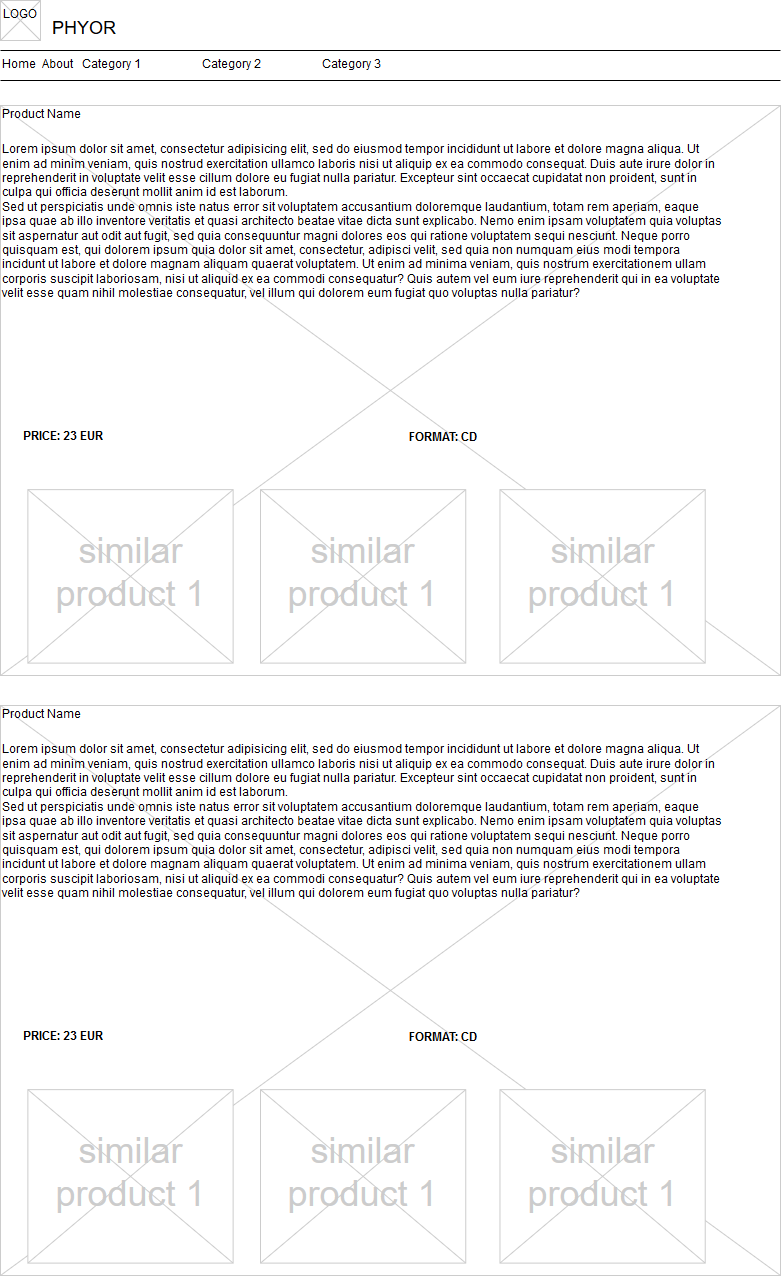 LOGO
PHYOR
Home About Category 1 Category 2 Category 3
Product Name
Lorem ipsum dolor sit amet, consectetur adipisicing elit, sed do eiusmod tempor incididunt ut labore et dolore magna aliqua. Ut
enim ad minim veniam, quis nostrud exercitation ullamco laboris nisi ut aliquip ex ea commodo consequat. Duis aute irure dolor in
reprehenderit in voluptate velit esse cillum dolore eu fugiat nulla pariatur. Excepteur sint occaecat cupidatat non proident, sunt in
culpa qui officia deserunt mollit anim id est laborum.
Sed ut perspiciatis unde omnis iste natus error sit voluptatem accusantium doloremque laudantium, totam rem aperiam, eaque
ipsa quae ab illo inventore veritatis et quasi architecto beatae vitae dicta sunt explicabo. Nemo enim ipsam voluptatem quia voluptas
sit aspernatur aut odit aut fugit, sed quia consequuntur magni dolores eos qui ratione voluptatem sequi nesciunt. Neque porro
quisquam est, qui dolorem ipsum quia dolor sit amet, consectetur, adipisci velit, sed quia non numquam eius modi tempora
incidunt ut labore et dolore magnam aliquam quaerat voluptatem. Ut enim ad minima veniam, quis nostrum exercitationem ullam
corporis suscipit laboriosam, nisi ut aliquid ex ea commodi consequatur? Quis autem vel eum iure reprehenderit qui in ea voluptate
velit esse quam nihil molestiae consequatur, vel illum qui dolorem eum fugiat quo voluptas nulla pariatur?
PRICE: 23 EUR FORMAT: CD
similar similar similar
product 1 product 1 product 1
Product Name
Lorem ipsum dolor sit amet, consectetur adipisicing elit, sed do eiusmod tempor incididunt ut labore et dolore magna aliqua. Ut
enim ad minim veniam, quis nostrud exercitation ullamco laboris nisi ut aliquip ex ea commodo consequat. Duis aute irure dolor in
reprehenderit in voluptate velit esse cillum dolore eu fugiat nulla pariatur. Excepteur sint occaecat cupidatat non proident, sunt in
culpa qui officia deserunt mollit anim id est laborum.
Sed ut perspiciatis unde omnis iste natus error sit voluptatem accusantium doloremque laudantium, totam rem aperiam, eaque
ipsa quae ab illo inventore veritatis et quasi architecto beatae vitae dicta sunt explicabo. Nemo enim ipsam voluptatem quia voluptas
sit aspernatur aut odit aut fugit, sed quia consequuntur magni dolores eos qui ratione voluptatem sequi nesciunt. Neque porro
quisquam est, qui dolorem ipsum quia dolor sit amet, consectetur, adipisci velit, sed quia non numquam eius modi tempora
incidunt ut labore et dolore magnam aliquam quaerat voluptatem. Ut enim ad minima veniam, quis nostrum exercitationem ullam
corporis suscipit laboriosam, nisi ut aliquid ex ea commodi consequatur? Quis autem vel eum iure reprehenderit qui in ea voluptate
velit esse quam nihil molestiae consequatur, vel illum qui dolorem eum fugiat quo voluptas nulla pariatur?
PRICE: 23 EUR FORMAT: CD
similar similar similar
product 1 product 1 product 1